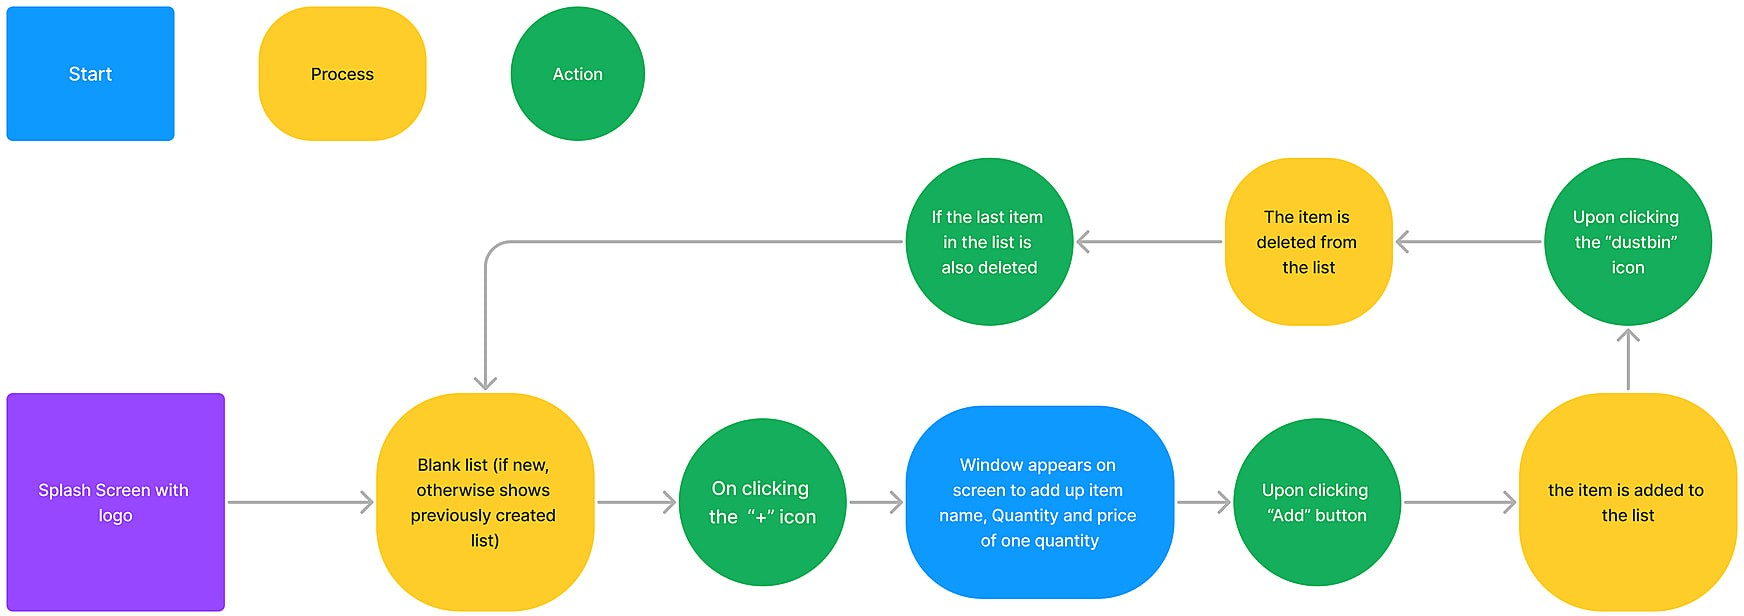 Start
Process
Action
If the last item
in the list is
also deleted
The item is
deleted from
the list
Upon clicking
the “dustbin”
icon
Splash Screen with
logo
Blank list (if new,
otherwise shows
previously created
list)
On clicking
the “+” icon
Window appears on
screen to add up item
name, Quantity and price
of one quantity
Upon clicking
“Add” button
the item is added to
the list